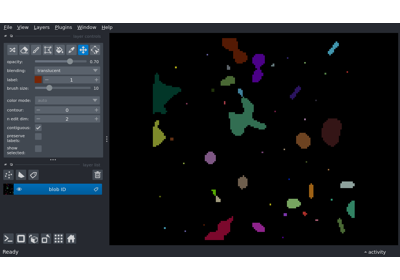 File View Layers Plugins Window Help
opacity: 0.70
blending: translucent
label: 1
brush size: 10
color mode:
contour: 0
n edit dim: 2
contiguous:
preserve labels:
show selected:
blob ID
Ready
activity